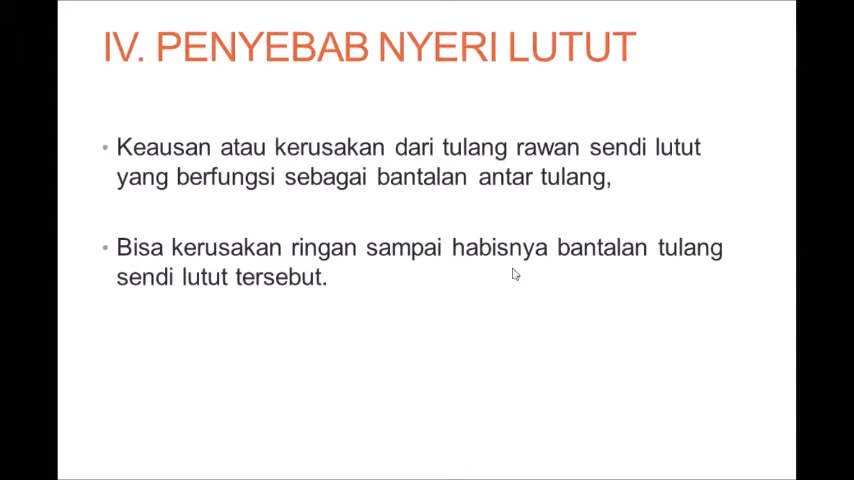 IV. PENYEBAB NYERI LUTUT
• Keausan atau kerusakan dari tulang rawan sendi lutut
yang berfungsi sebagai bantalan antar tulang,
• Bisa kerusakan ringan sampai habisnya bantalan tulang
sendi lutut tersebut.